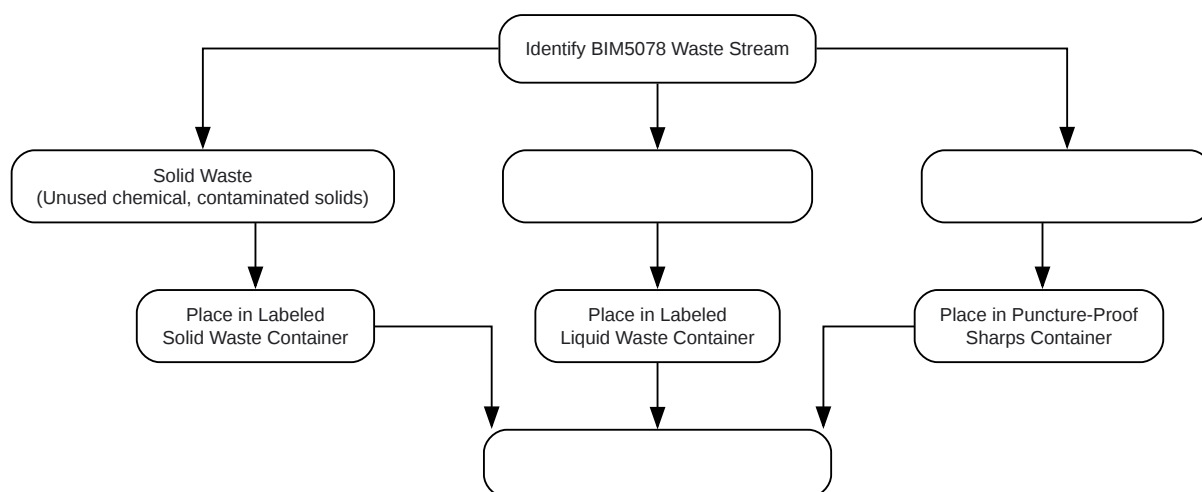 Identify BIM5078 Waste Stream
Solid Waste
(Unused chemical, contaminated solids)
Place in Labeled
Solid Waste Container
Place in Labeled
Liquid Waste Container
Place in Puncture-Proof
Sharps Container